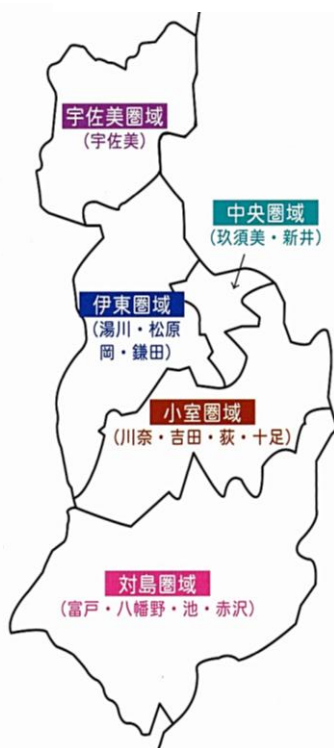 宇佐美圏域
(宇佐美)
中央圏域
(玖須美・新井)
伊東圏域
(湯川・松原
岡・鎌田)
小室圏域
(川奈・吉田・荻・十足)
対島圏域
(富戸・八幡野・池・赤沢)